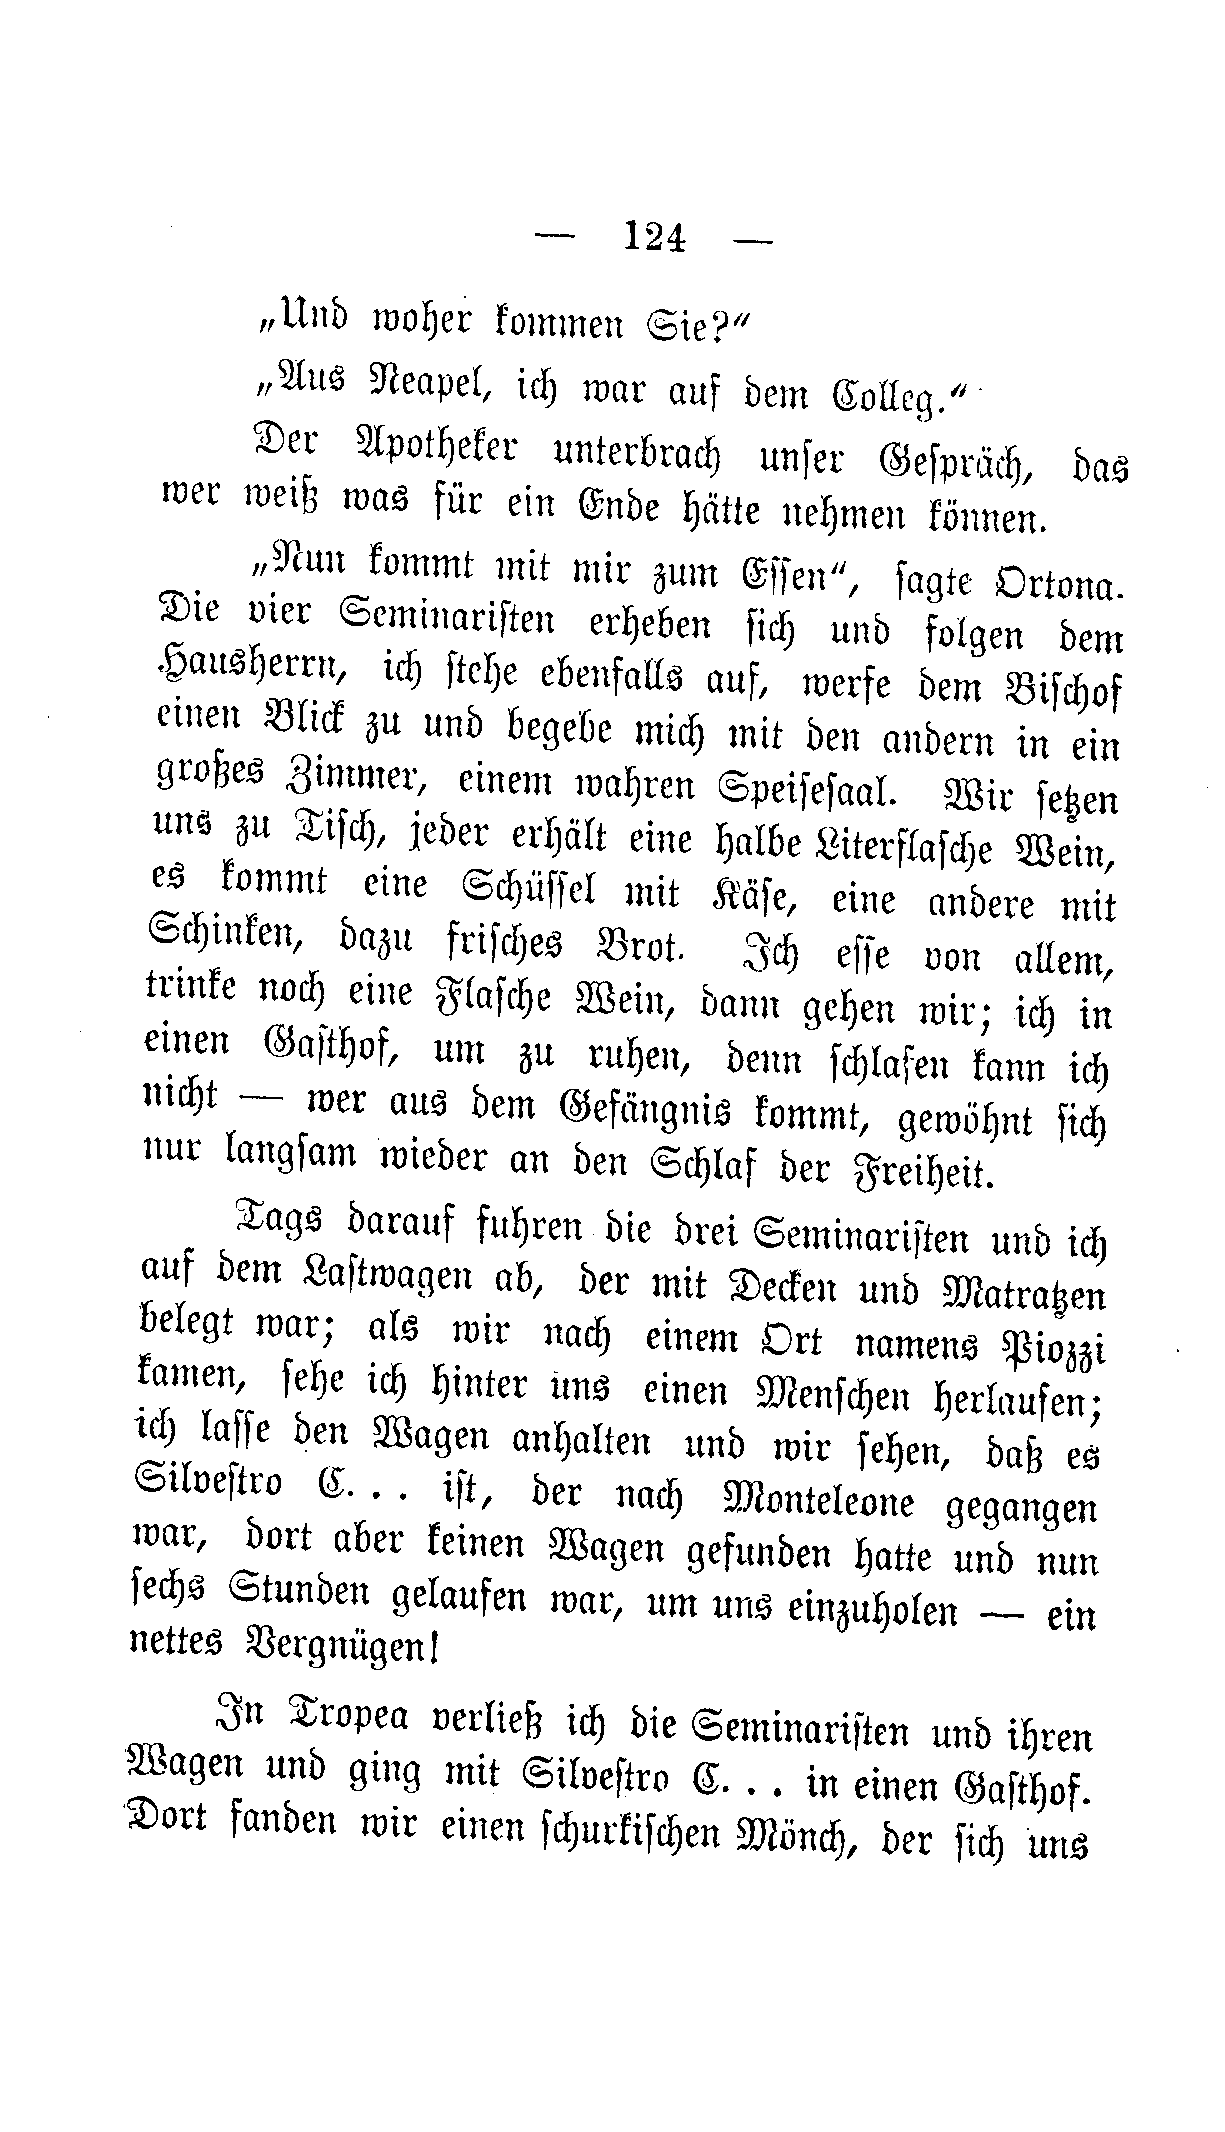 — 124 —
„Und woher kommen Sie?“
„Aus Neapel, ich war auf dem Colleg.“
Der Apotheker unterbrach unser Gespräch, das
wer weiß was für ein Ende hätte nehmen können.
„Nun kommt mit mir zum Essen“, sagte Ortona.
Die vier Seminaristen erheben sich und folgen dem
Hausherrn, ich stehe ebenfalls auf, werfe dem Bischof
einen Blick zu und begebe mich mit den andern in ein
großes Zimmer, einem wahren Speisesaal. Wir setzen
uns zu Tisch, jeder erhält eine halbe Literflasche Wein,
es kommt eine Schüssel mit Käse, eine andere mit
Schinken, dazu frisches Brot. Ich esse von allem,
trinke noch eine Flasche Wein, dann gehen wir; ich in
einen Gasthof, um zu ruhen, denn schlafen kann ich
nicht — wer aus dem Gefängnis kommt, gewöhnt sich
nur langsam wieder an den Schlaf der Freiheit.
Tags darauf fuhren die drei Seminaristen und ich
auf dem Lastwagen ab, der mit Decken und Matratzen
belegt war; als wir nach einem Ort namens Piozzi
kamen, sehe ich hinter uns einen Menschen herlaufen;
ich lasse den Wagen anhalten und wir sehen, daß es
Silvestro C. . . ist, der nach Monteleone gegangen
war, dort aber keinen Wagen gefunden hatte und nun
sechs Stunden gelaufen war, um uns einzuholen — ein
nettes Vergnügen!
In Tropea verließ ich die Seminaristen und ihren
Wagen und ging mit Silvestro C. . . in einen Gasthof.
Dort fanden wir einen schurkischen Mönch, der sich uns